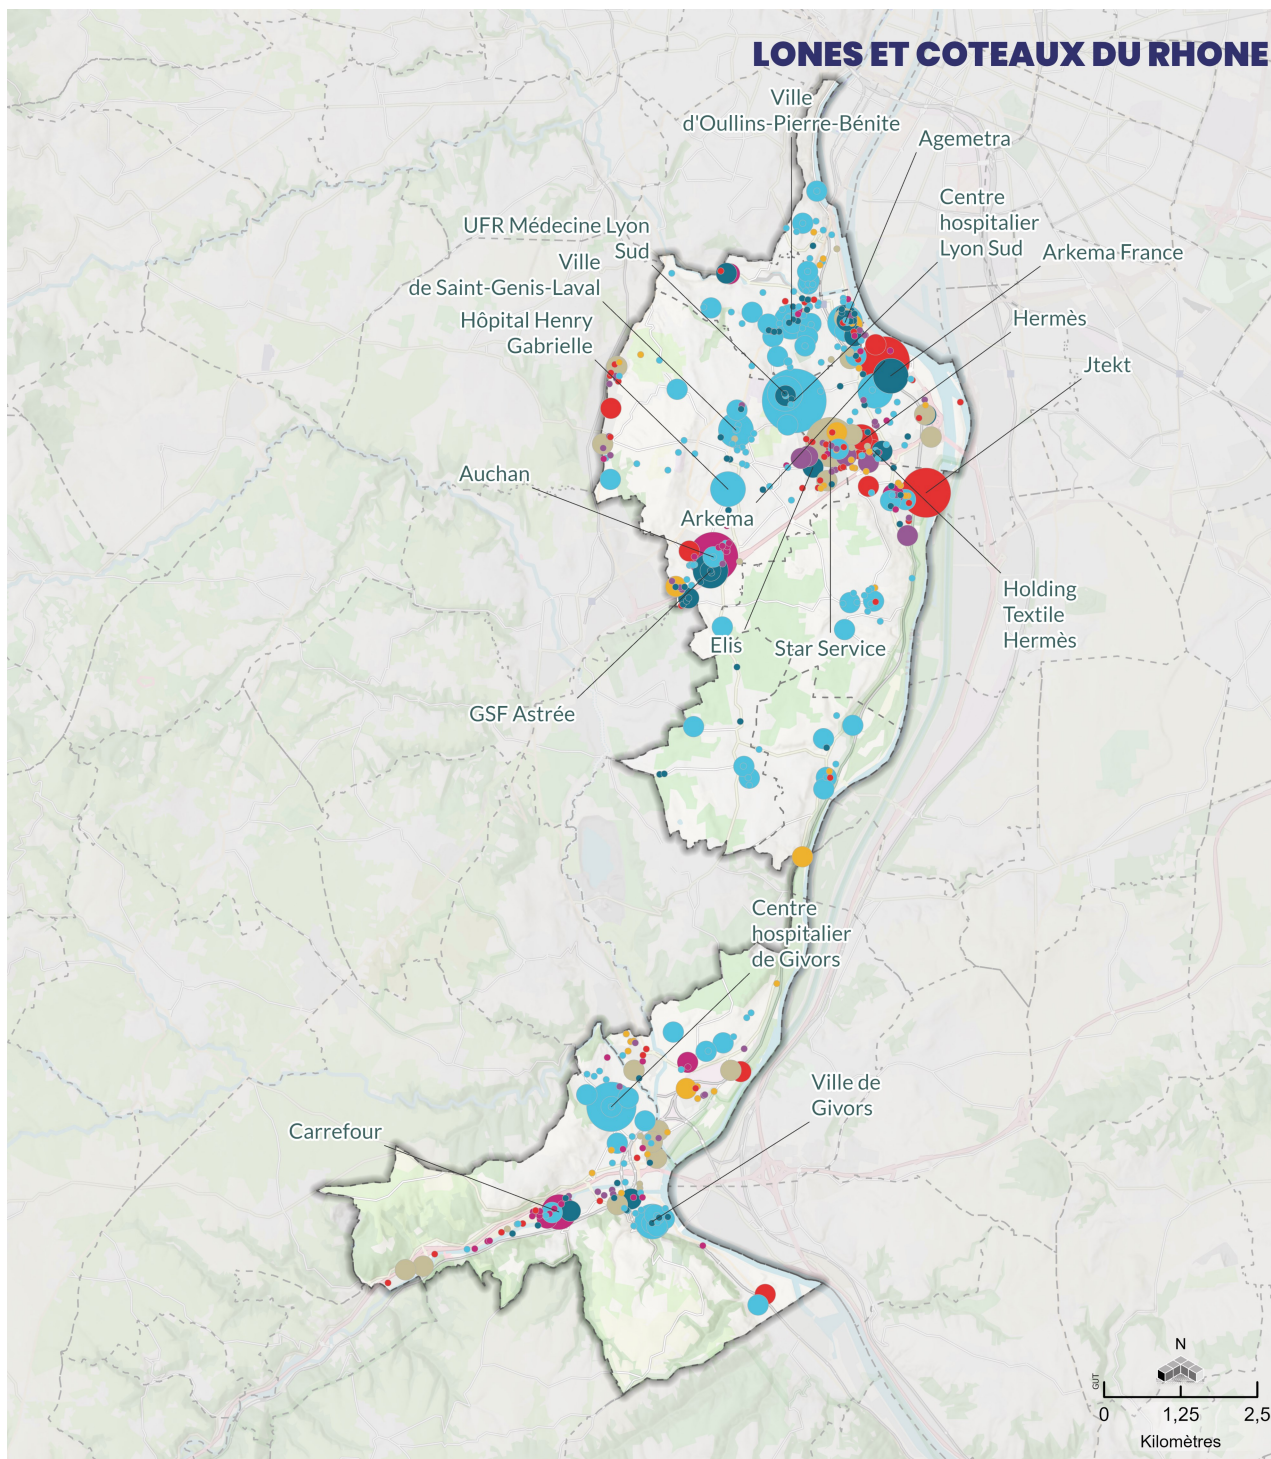 LONES ET COTEAUX DU RHONE
Ville
d'Oullins-Pierre-Bénite
Agemetra
Centre
hospitalier
Lyon Sud
UFR Médecine Lyon
Sud
Arkema France
Ville
de Saint-Genis-Laval
Hôpital Henry
Gabrielle
Hermès
Jtekt
Auchan
Arkema
Holding
Textile
Hermès
Elis
Star Service
GSF Astrée
Centre
hospitalier
de Givors
Ville de
Givors
Carrefour
N
GUT
0
1,25
2,5
Kilomètres